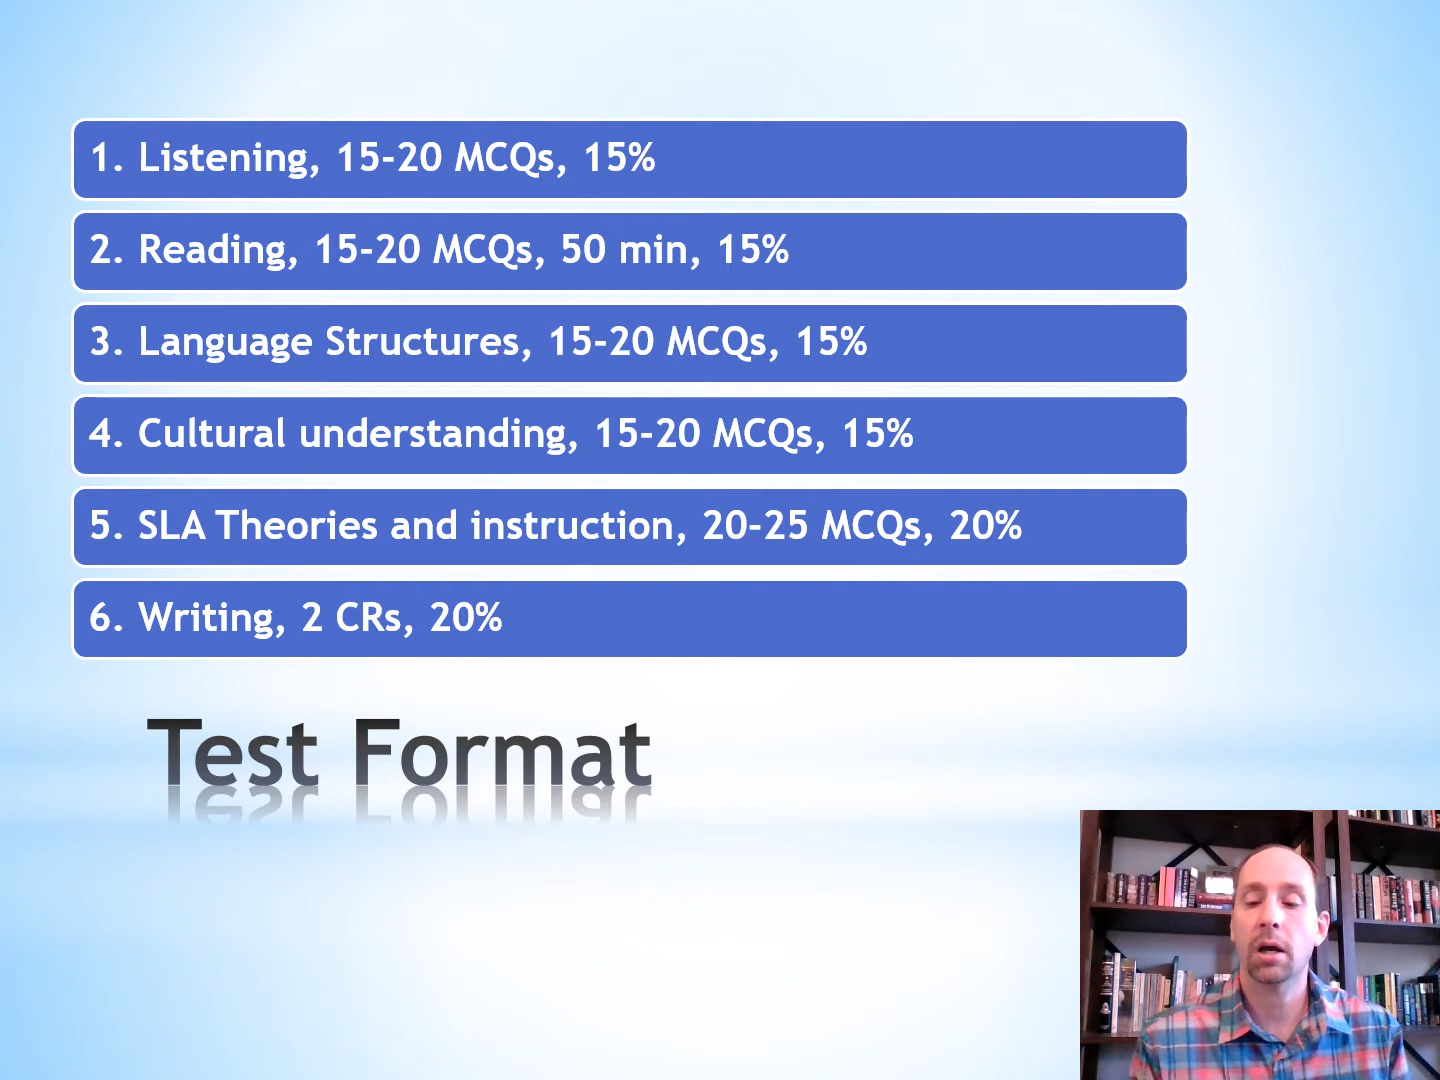 1. Listening, 15-20 MCQs, 15%
2. Reading, 15-20 MCQs, 50 min, 15%
3. Language Structures, 15-20 MCQs, 15%
4. Cultural understanding, 15-20 MCQs, 15%
5. SLA Theories and instruction, 20-25 MCQs, 20%
6. Writing, 2 CRs, 20%
Test Format